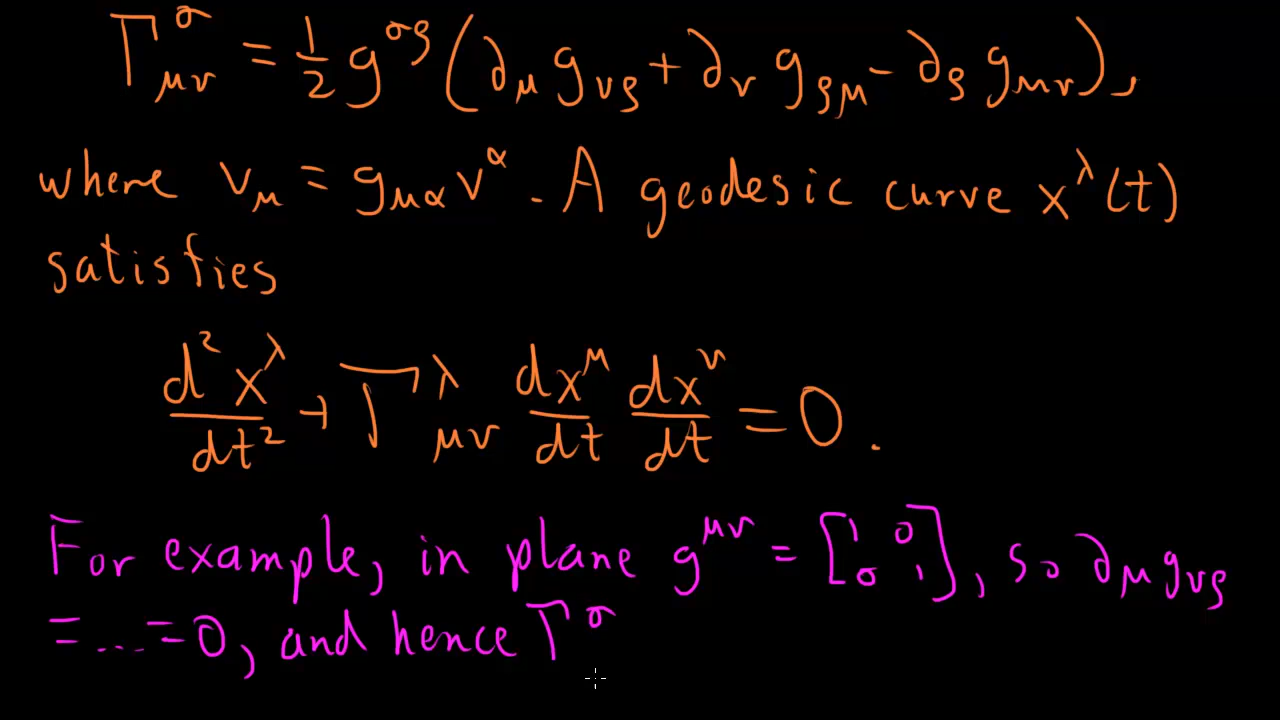 Γ^σ_μν = 1/2 g^σρ (∂_μ g_νρ + ∂_ν g_ρμ − ∂_ρ g_μν),
where v_μ = g_μα v^α. A geodesic curve x^λ(t)
satisfies
d²x^λ/dt² + Γ^λ_μν dx^μ/dt dx^ν/dt = 0.
For example, in plane g^μν = [1 0; 0 1], so ∂_μ g_νρ
= ... = 0, and hence Γ^σ